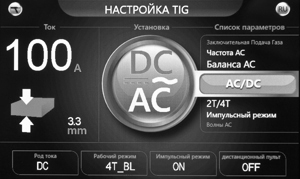 НАСТРОЙКА TIG
RU
Ток
Установка
Список параметров
100
A
3.3
mm
DC
AC
Заключительная Подача Газа
Частота AC
Баланса AC
AC/DC
2T/4T
Импульсный режим
Волны AC
Род тока
DC
Рабочий режим
4T_BL
Импульсный режим
ON
дистанционный пульт
OFF